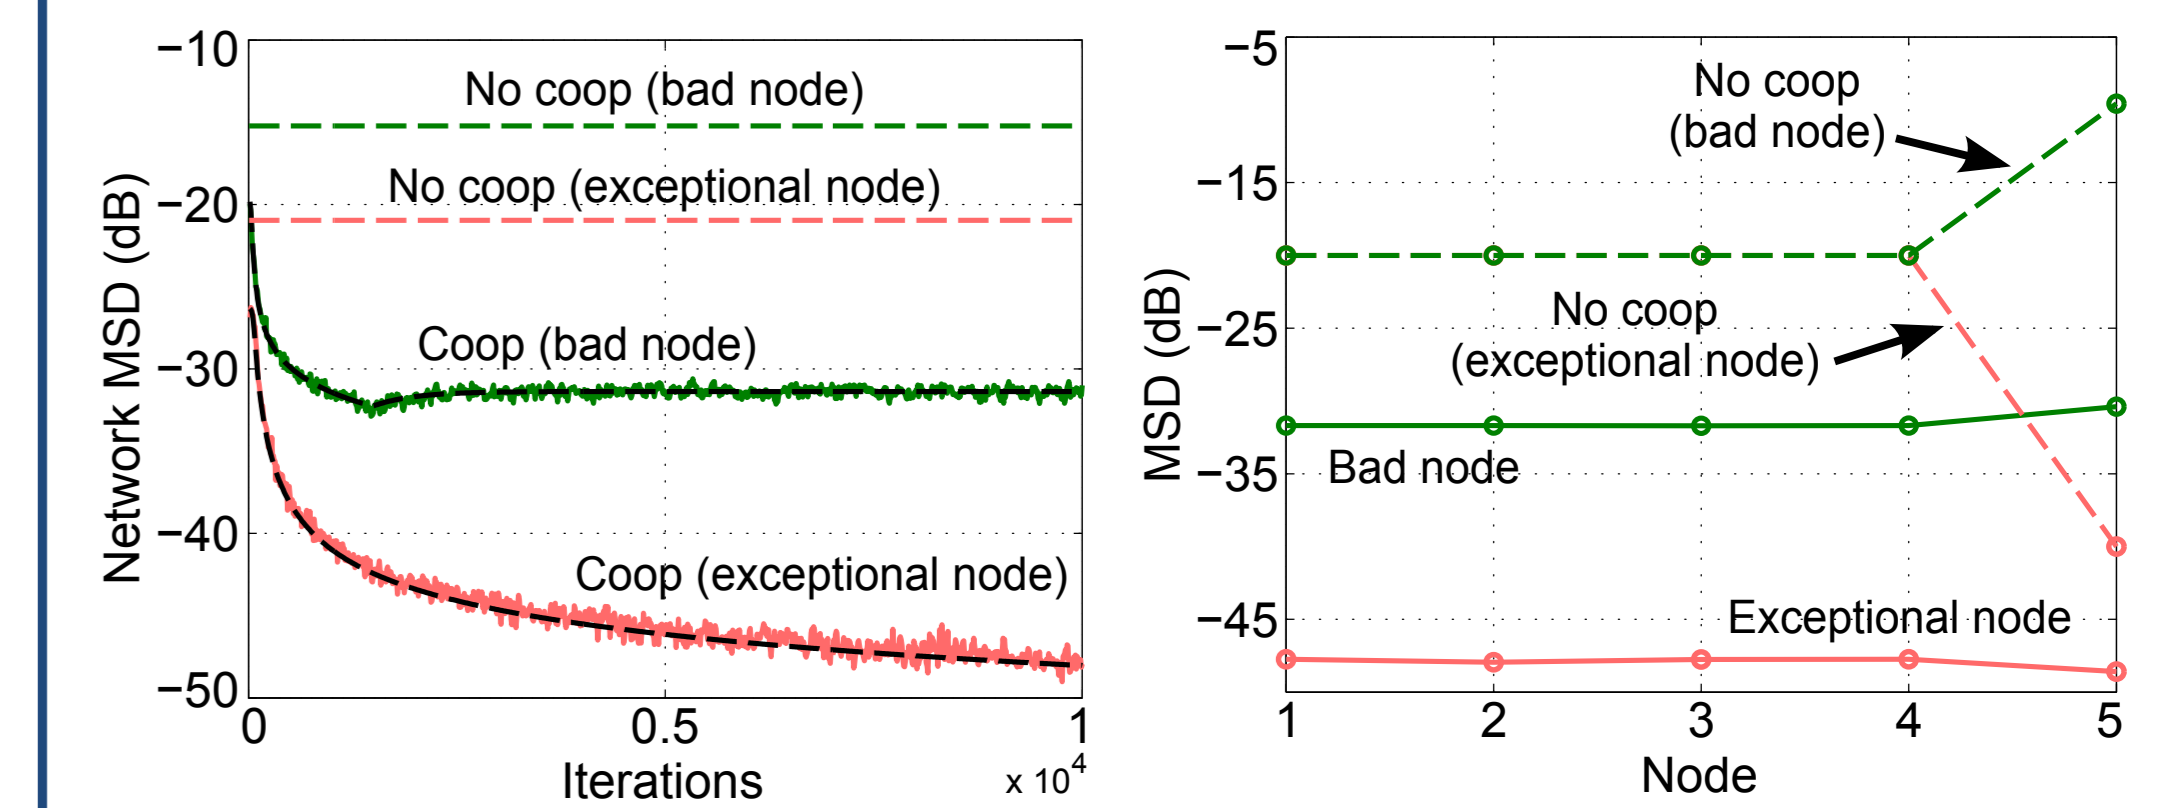 −10
−20
−30
−40
−50
Network MSD (dB)
No coop (bad node)
No coop (exceptional node)
Coop (bad node)
Coop (exceptional node)
0
0.5
1
Iterations
x 10^4
−5
−15
−25
−35
−45
MSD (dB)
No coop
(bad node)
No coop
(exceptional node)
Bad node
Exceptional node
1
2
3
4
5
Node